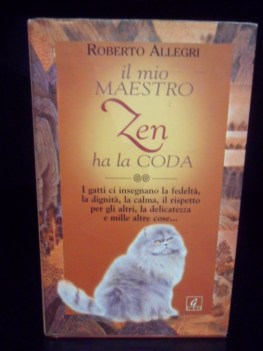 ROBERTO ALLEGRI
il mio
MAESTRO
Zen
ha la CODA
I gatti ci insegnano la fedeltà,
la dignità, la calma, il rispetto
per gli altri, la delicatezza
e mille altre cose...